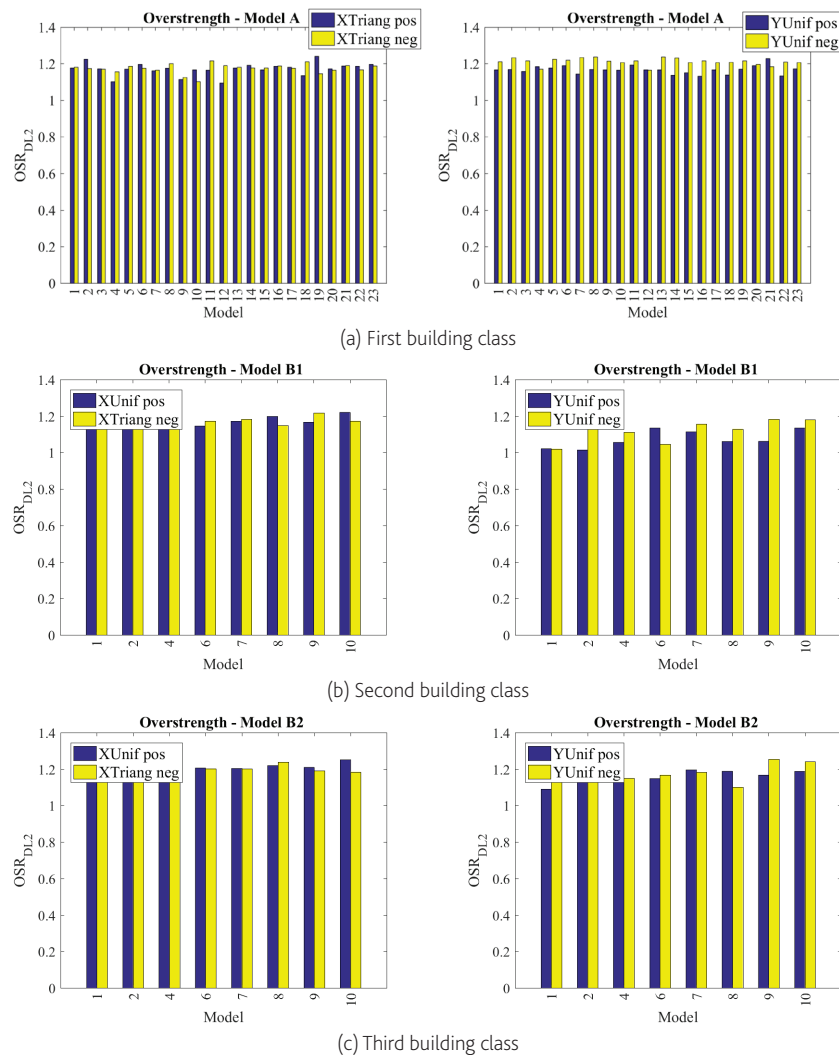 Overstrength - Model A
XTriang pos
XTriang neg
1.4
1.2
1
0.8
0.6
0.4
0.2
0
OSR_DL2
1 2 3 4 5 6 7 8 9 10 11 12 13 14 15 16 17 18 19 20 21 22 23
Model
Overstrength - Model A
YUnif pos
YUnif neg
1.4
1.2
1
0.8
0.6
0.4
0.2
0
OSR_DL2
1 2 3 4 5 6 7 8 9 10 11 12 13 14 15 16 17 18 19 20 21 22 23
Model
(a) First building class
Overstrength - Model B1
XUnif pos
XTriang neg
1.4
1.2
1
0.8
0.6
0.4
0.2
0
OSR_DL2
1 2 4 6 7 8 9 10
Model
Overstrength - Model B1
YUnif pos
YUnif neg
1.4
1.2
1
0.8
0.6
0.4
0.2
0
OSR_DL2
1 2 4 6 7 8 9 10
Model
(b) Second building class
Overstrength - Model B2
XUnif pos
XTriang neg
1.4
1.2
1
0.8
0.6
0.4
0.2
0
OSR_DL2
1 2 4 6 7 8 9 10
Model
Overstrength - Model B2
YUnif pos
YUnif neg
1.4
1.2
1
0.8
0.6
0.4
0.2
0
OSR_DL2
1 2 4 6 7 8 9 10
Model
(c) Third building class